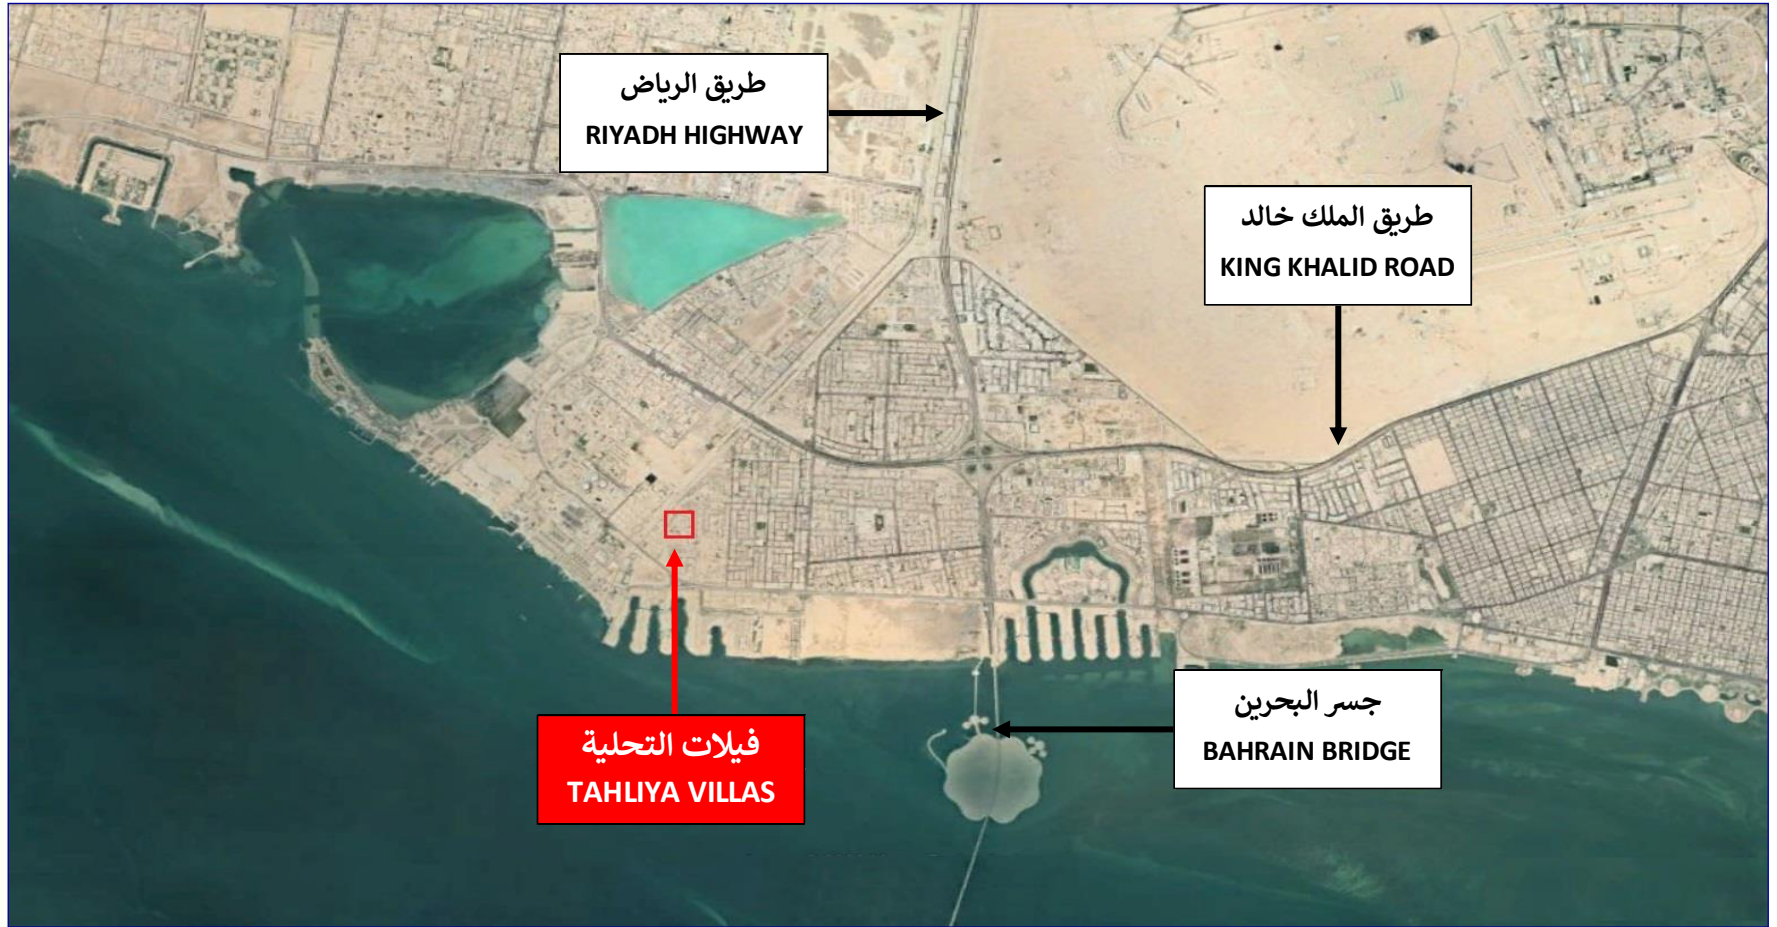 طريق الرياض
RIYADH HIGHWAY
طريق الملك خالد
KING KHALID ROAD
فيلات التحلية
TAHLIYA VILLAS
جسر البحرين
BAHRAIN BRIDGE